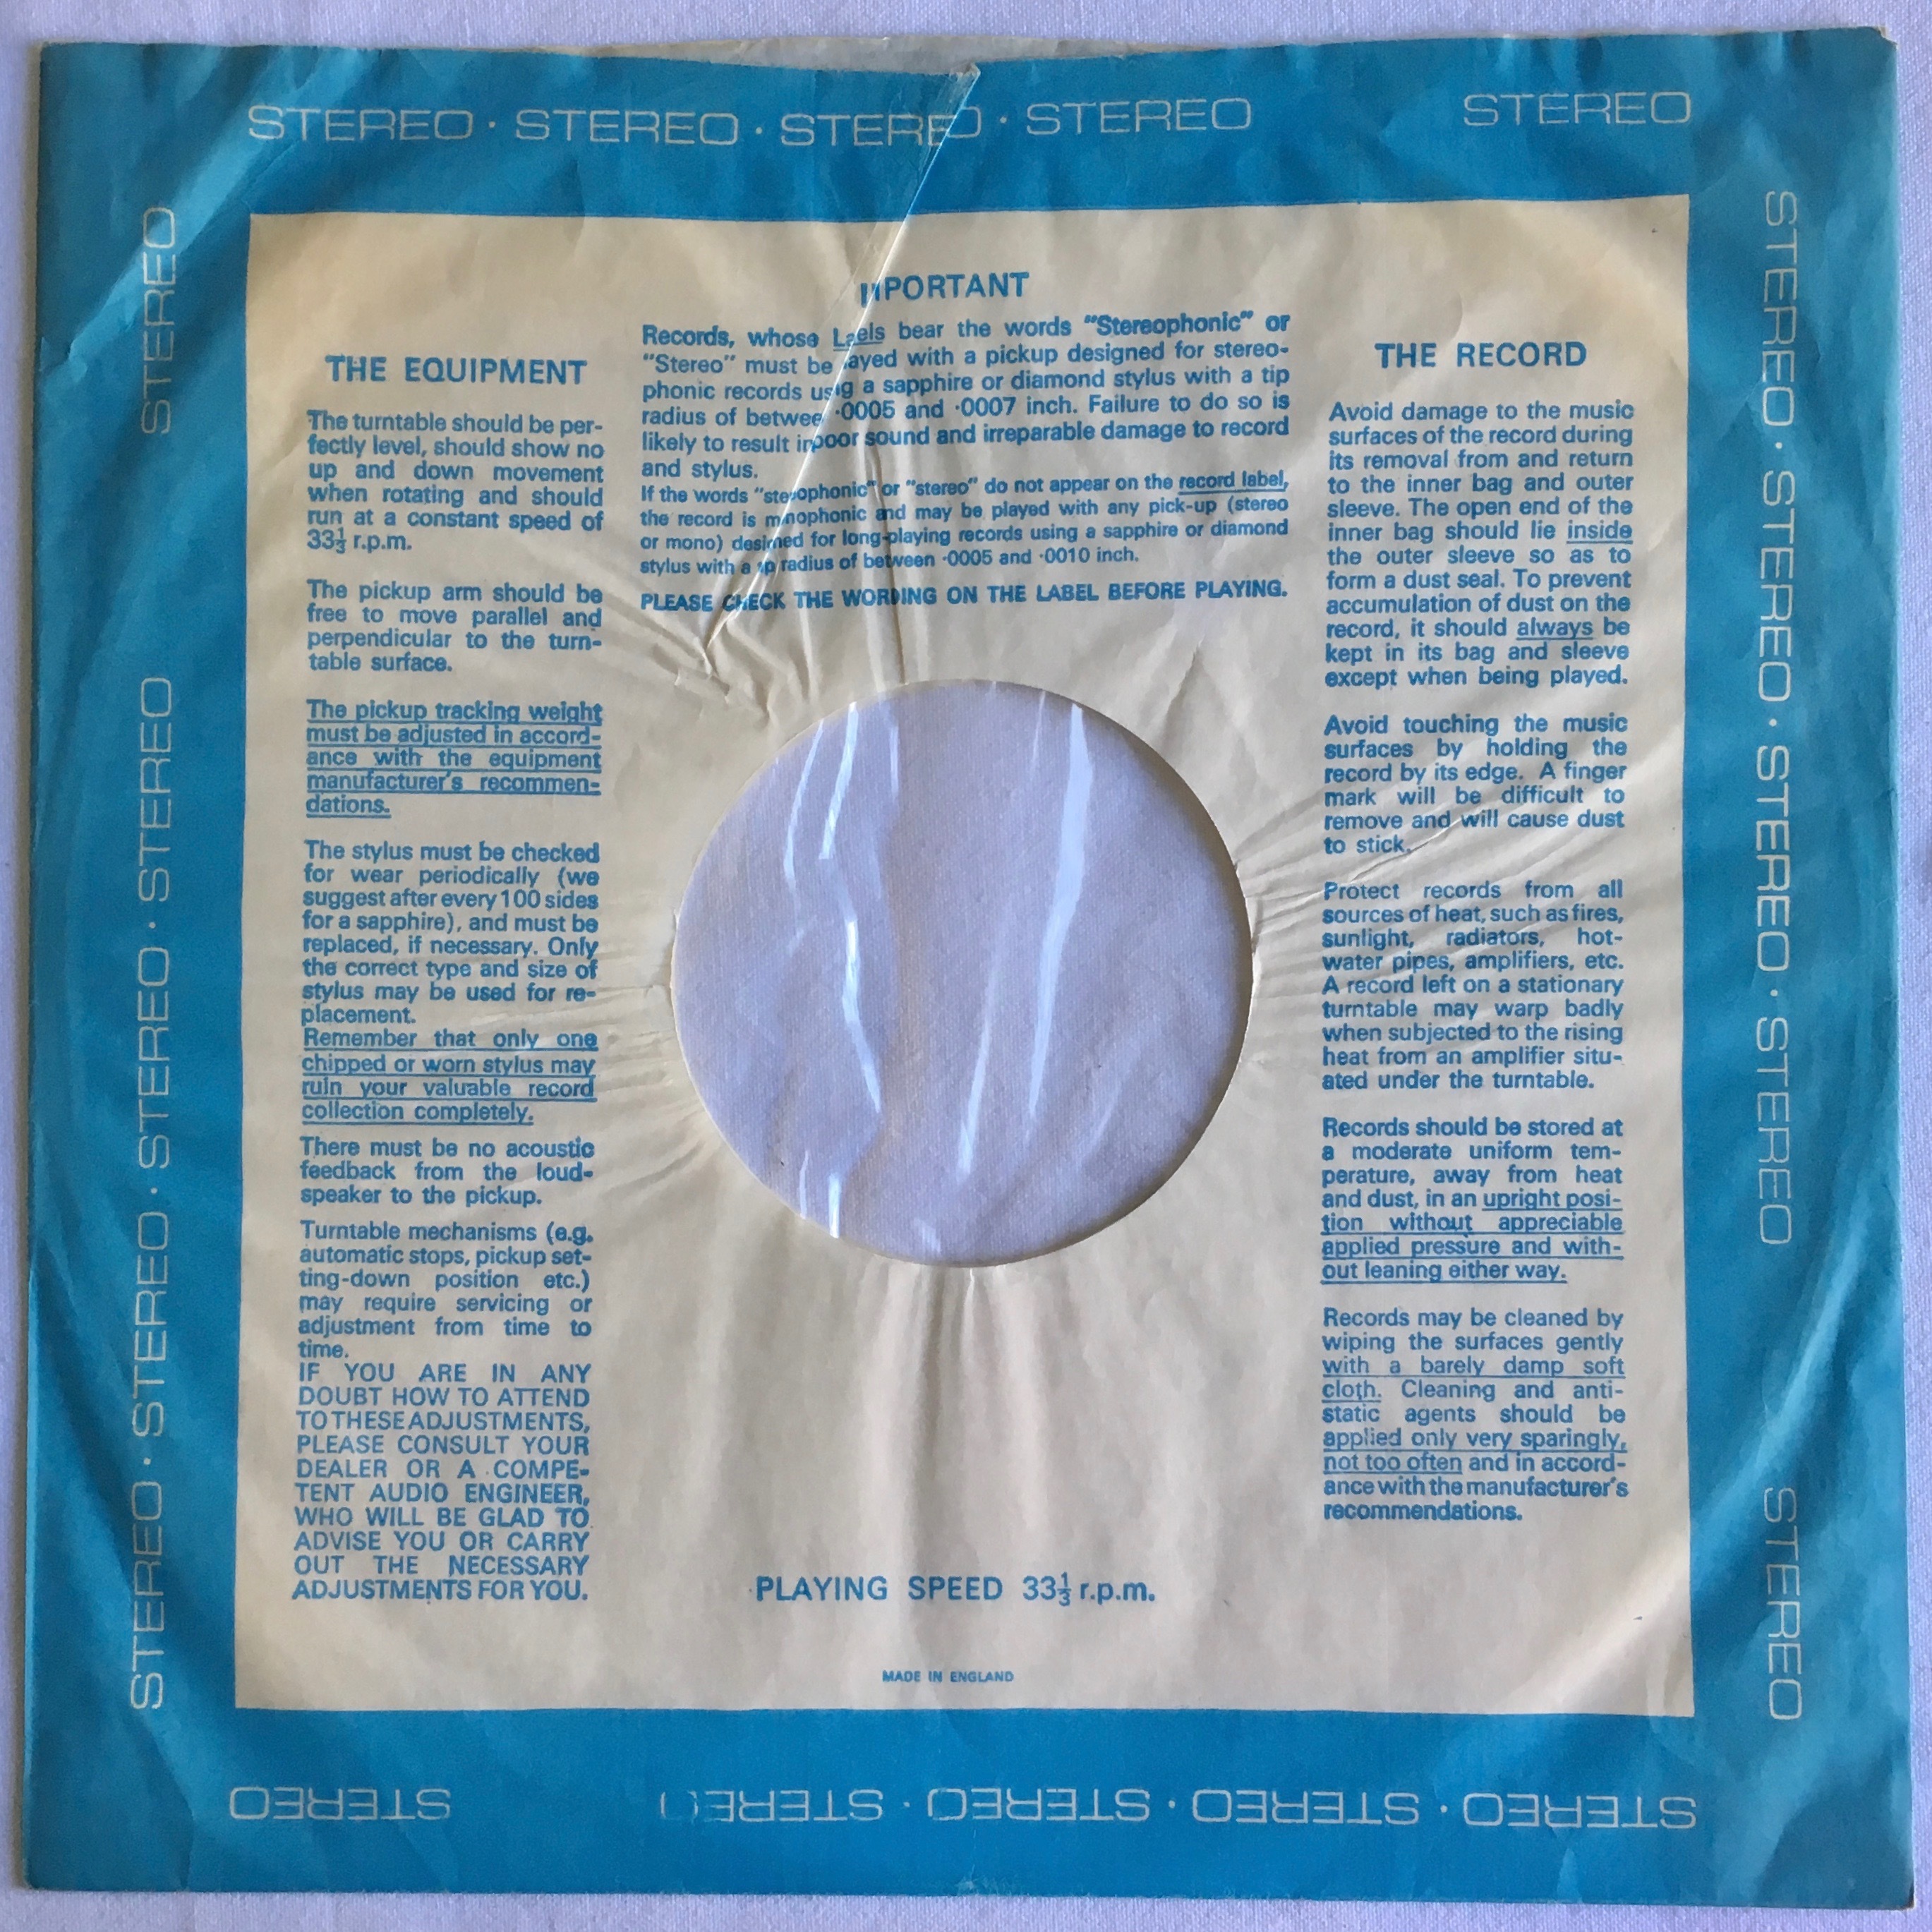 STEREO · STEREO · STEREO · STEREO STEREO
STEREO
STEREO · STEREO · STEREO · STEREO
THE EQUIPMENT
The turntable should be per-
fectly level, should show no
up and down movement
when rotating and should
run at a constant speed of
33⅓ r.p.m.
The pickup arm should be
free to move parallel and
perpendicular to the turn-
table surface.
The pickup tracking weight
must be adjusted in accord-
ance with the equipment
manufacturer's recommen-
dations.
The stylus must be checked
for wear periodically (we
suggest after every 100 sides
for a sapphire), and must be
replaced, if necessary. Only
the correct type and size of
stylus may be used for re-
placement.
Remember that only one
chipped or worn stylus may
ruin your valuable record
collection completely.
There must be no acoustic
feedback from the loud-
speaker to the pickup.
Turntable mechanisms (e.g.
automatic stops, pickup set-
ting-down position etc.)
may require servicing or
adjustment from time to
time.
IF YOU ARE IN ANY
DOUBT HOW TO ATTEND
TO THESE ADJUSTMENTS,
PLEASE CONSULT YOUR
DEALER OR A COMPE-
TENT AUDIO ENGINEER,
WHO WILL BE GLAD TO
ADVISE YOU OR CARRY
OUT THE NECESSARY
ADJUSTMENTS FOR YOU.
PORTANT
Records, whose bear the words "Stereophonic" or
"Stereo" must be ayed with a pickup designed for stereo-
phonic records us g a sapphire or diamond stylus with a tip
radius of betwee ·0005 and ·0007 inch. Failure to do so is
likely to result in poor sound and irreparable damage to record
and stylus.
If the words "ste ophonic" or "stereo" do not appear on the record label,
the record is m nophonic and may be played with any pick-up (stereo
or mono) desi ned for long-playing records using a sapphire or diamond
stylus with a p radius of between ·0005 and ·0010 inch.
PLEASE CHECK THE WORDING ON THE LABEL BEFORE PLAYING.
PLAYING SPEED 33⅓ r.p.m.
MADE IN ENGLAND
THE RECORD
Avoid damage to the music
surfaces of the record during
its removal from and return
to the inner bag and outer
sleeve. The open end of the
inner bag should lie inside
the outer sleeve so as to
form a dust seal. To prevent
accumulation of dust on the
record, it should always be
kept in its bag and sleeve
except when being played.
Avoid touching the music
surfaces by holding the
record by its edge. A finger
mark will be difficult to
remove and will cause dust
to stick.
Protect records from all
sources of heat, such as fires,
sunlight, radiators, hot-
water pipes, amplifiers, etc.
A record left on a stationary
turntable may warp badly
when subjected to the rising
heat from an amplifier situ-
ated under the turntable.
Records should be stored at
a moderate uniform tem-
perature, away from heat
and dust, in an upright posi-
tion without appreciable
applied pressure and with-
out leaning either way.
Records may be cleaned by
wiping the surfaces gently
with a barely damp soft
cloth. Cleaning and anti-
static agents should be
applied only very sparingly,
not too often and in accord-
ance with the manufacturer's
recommendations.
STEREO · STEREO · STEREO · STEREO
STEREO
STEREO · STEREO · STEREO · STEREO STEREO